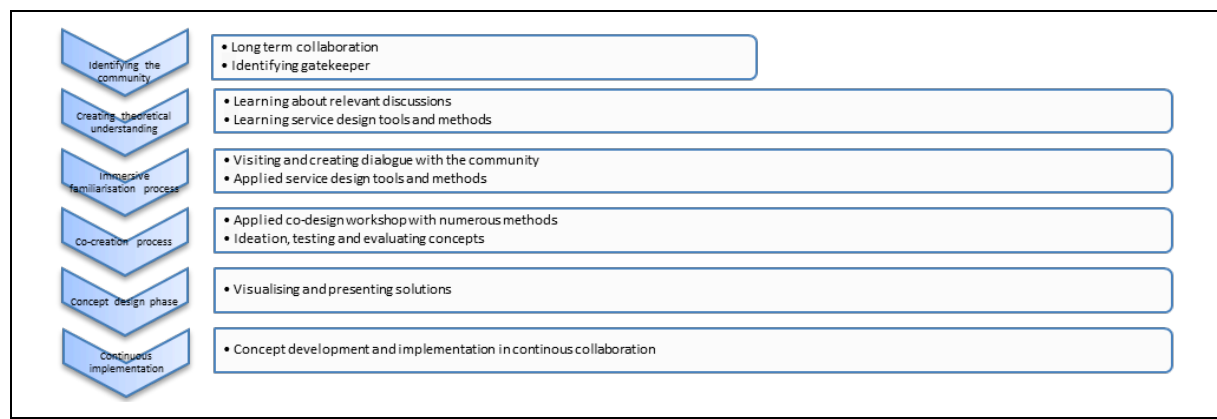 Identifying the
community
• Long term collaboration
• Identifying gatekeeper
Creating theoretical
understanding
• Learning about relevant discussions
• Learning service design tools and methods
Immersive
familiarisation process
• Visiting and creating dialogue with the community
• Applied service design tools and methods
Co-creation process
• Applied co-design workshop with numerous methods
• Ideation, testing and evaluating concepts
Concept design phase
• Visualising and presenting solutions
Continuous
implementation
• Concept development and implementation in continous collaboration